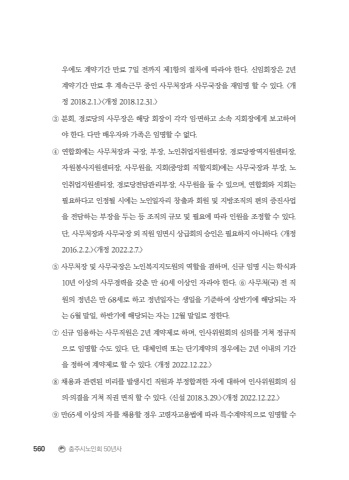 우에도 계약기간 만료 7일 전까지 제1항의 절차에 따라야 한다. 신임회장은 2년
계약기간 만료 후 계속근무 중인 사무처장과 사무국장을 재임명 할 수 있다. <개
정 2018.2.1.><개정 2018.12.31.>
③ 분회, 경로당의 사무장은 해당 회장이 각각 임·면하고 소속 지회장에게 보고하여
야 한다. 다만 배우자와 가족은 임명할 수 없다.
④ 연합회에는 사무처장과 국장, 부장, 노인취업지원센터장, 경로당광역지원센터장,
자원봉사지원센터장, 사무원을, 지회(중앙회 직할지회)에는 사무국장과 부장, 노
인취업지원센터장, 경로당전담관리부장, 사무원을 둘 수 있으며, 연합회와 지회는
필요하다고 인정될 시에는 노인일자리 창출과 회원 및 지방조직의 편의 증진사업
을 전담하는 부장을 두는 등 조직의 규모 및 필요에 따라 인원을 조정할 수 있다.
단, 사무처장과 사무국장 외 직원 임면시 상급회의 승인은 필요하지 아니하다. <개정
2016.2.2.><개정 2022.2.7.>
⑤ 사무처장 및 사무국장은 노인복지지도원의 역할을 겸하며, 신규 임명 시는 학식과
10년 이상의 사무경력을 갖춘 만 40세 이상인 자라야 한다. ⑥ 사무처(국) 전 직
원의 정년은 만 68세로 하고 정년일자는 생일을 기준하여 상반기에 해당되는 자
는 6월 말일, 하반기에 해당되는 자는 12월 말일로 정한다.
⑦ 신규 임용하는 사무직원은 2년 계약제로 하며, 인사위원회의 심의를 거쳐 정규직
으로 임명할 수도 있다. 단, 대체인력 또는 단기계약의 경우에는 2년 이내의 기간
을 정하여 계약제로 할 수 있다. <개정 2022.12.22.>
⑧ 채용과 관련된 비리를 발생시킨 직원과 부정합격한 자에 대하여 인사위원회의 심
의·의결을 거쳐 직권 면직 할 수 있다. <신설 2018.3.29.><개정 2022.12.22.>
⑨ 만65세 이상의 자를 채용할 경우 고령자고용법에 따라 특수계약직으로 임명할 수
560 충주시노인회 50년사